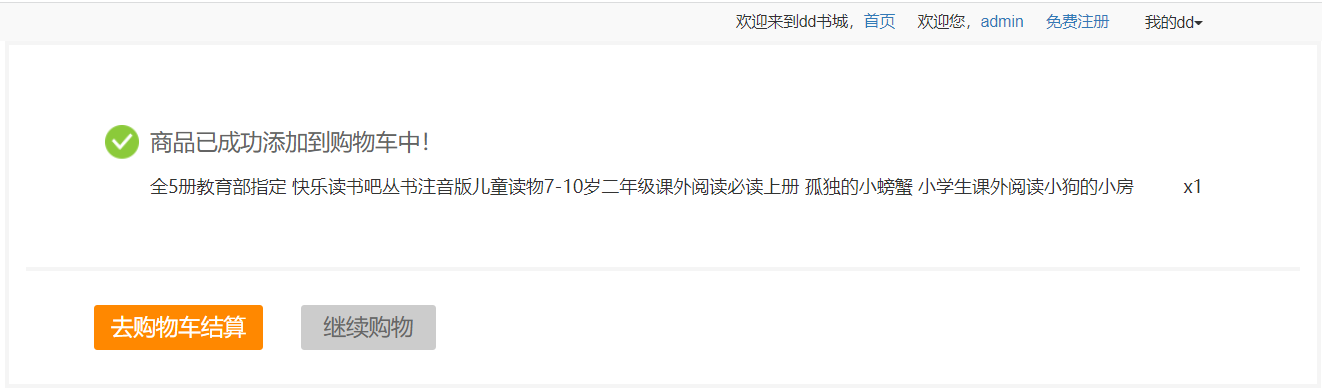 欢迎来到dd书城，首页 欢迎您，admin 免费注册 我的dd
商品已成功添加到购物车中！
全5册教育部指定 快乐读书吧丛书注音版儿童读物7-10岁二年级课外阅读必读上册 孤独的小螃蟹 小学生课外阅读小狗的小房 x1
去购物车结算 继续购物